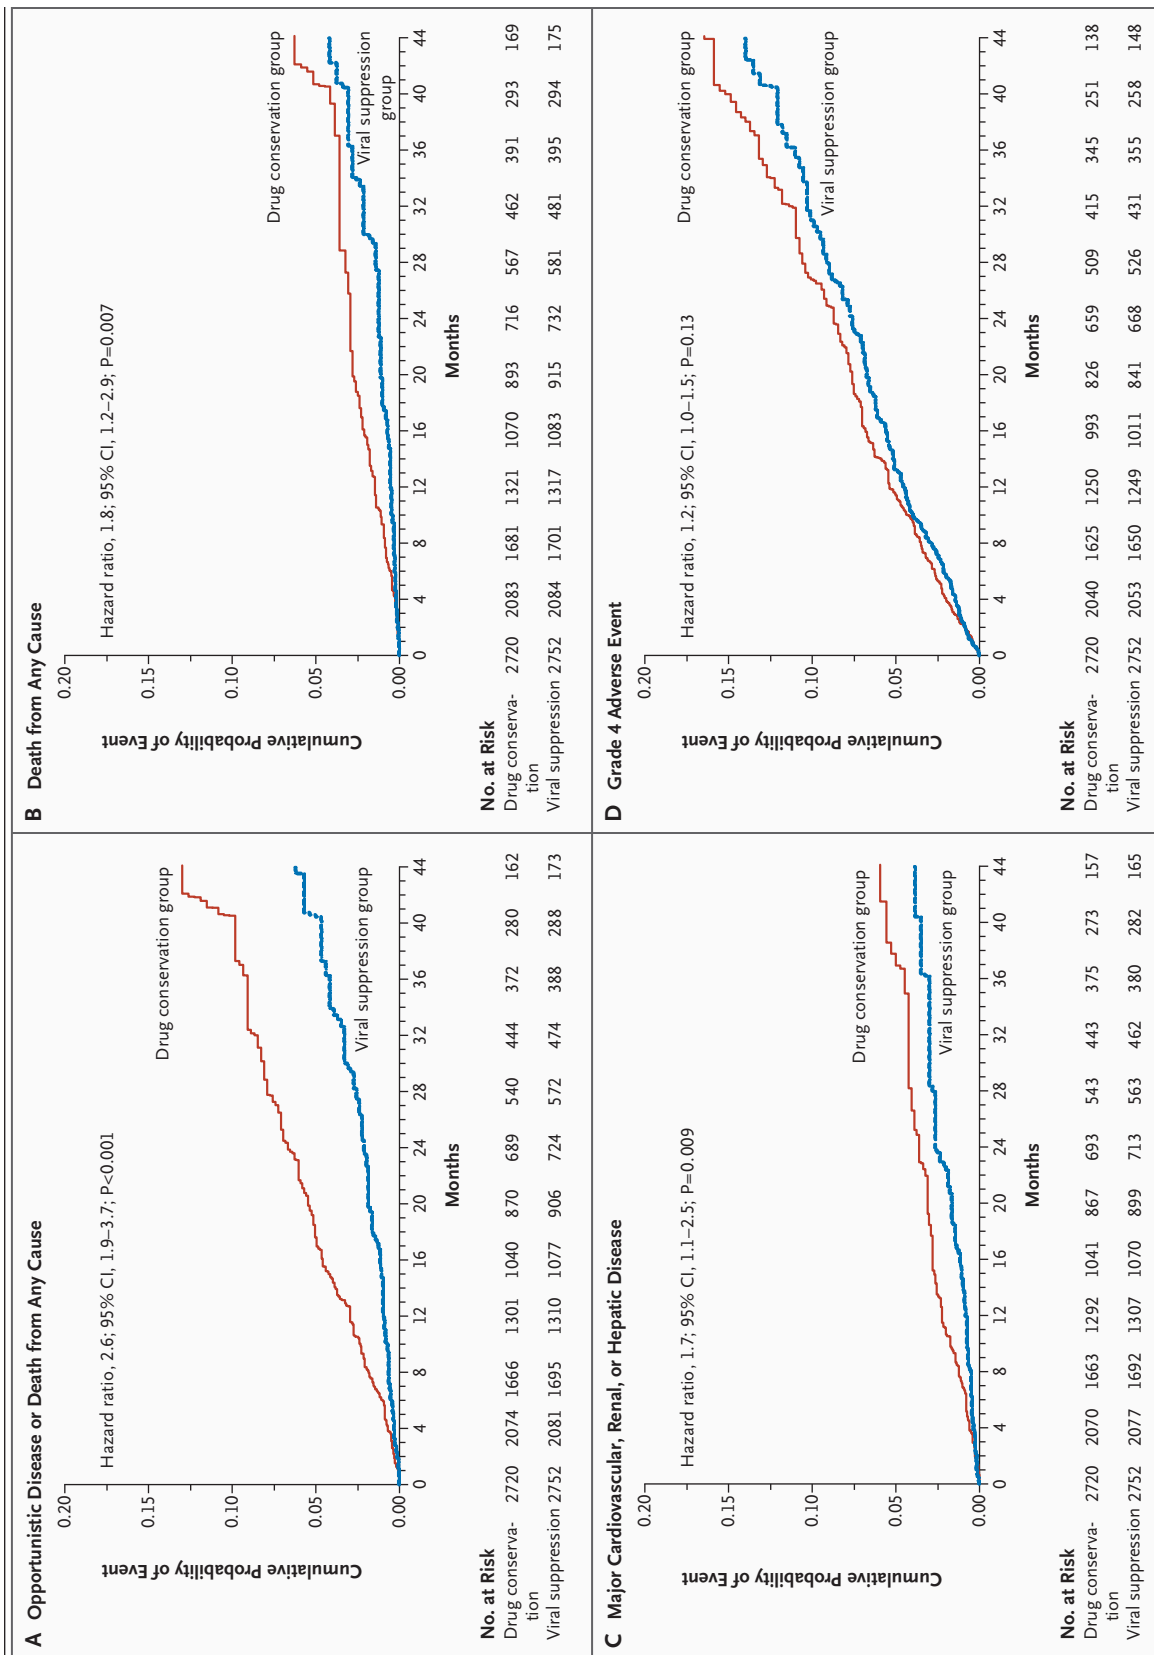 A Opportunistic Disease or Death from Any Cause
Hazard ratio, 2.6; 95% CI, 1.9–3.7; P<0.001
Cumulative Probability of Event
0.20
0.15
0.10
0.05
0.00
Drug conservation group
Viral suppression group
0 4 8 12 16 20 24 28 32 36 40 44
Months
No. at Risk
Drug conserva-
tion
2720 2074 1666 1301 1040 870 689 540 444 372 280 162
Viral suppression 2752 2081 1695 1310 1077 906 724 572 474 388 288 173
B Death from Any Cause
Hazard ratio, 1.8; 95% CI, 1.2–2.9; P=0.007
Cumulative Probability of Event
0.20
0.15
0.10
0.05
0.00
Drug conservation group
Viral suppression
group
0 4 8 12 16 20 24 28 32 36 40 44
Months
No. at Risk
Drug conserva-
tion
2720 2083 1681 1321 1070 893 716 567 462 391 293 169
Viral suppression 2752 2084 1701 1317 1083 915 732 581 481 395 294 175
C Major Cardiovascular, Renal, or Hepatic Disease
Hazard ratio, 1.7; 95% CI, 1.1–2.5; P=0.009
Cumulative Probability of Event
0.20
0.15
0.10
0.05
0.00
Drug conservation group
Viral suppression group
0 4 8 12 16 20 24 28 32 36 40 44
Months
No. at Risk
Drug conserva-
tion
2720 2070 1663 1292 1041 867 693 543 443 375 273 157
Viral suppression 2752 2077 1692 1307 1070 899 713 563 462 380 282 165
D Grade 4 Adverse Event
Hazard ratio, 1.2; 95% CI, 1.0–1.5; P=0.13
Cumulative Probability of Event
0.20
0.15
0.10
0.05
0.00
Drug conservation group
Viral suppression group
0 4 8 12 16 20 24 28 32 36 40 44
Months
No. at Risk
Drug conserva-
tion
2720 2040 1625 1250 993 826 659 509 415 345 251 138
Viral suppression 2752 2053 1650 1249 1011 841 668 526 431 355 258 148